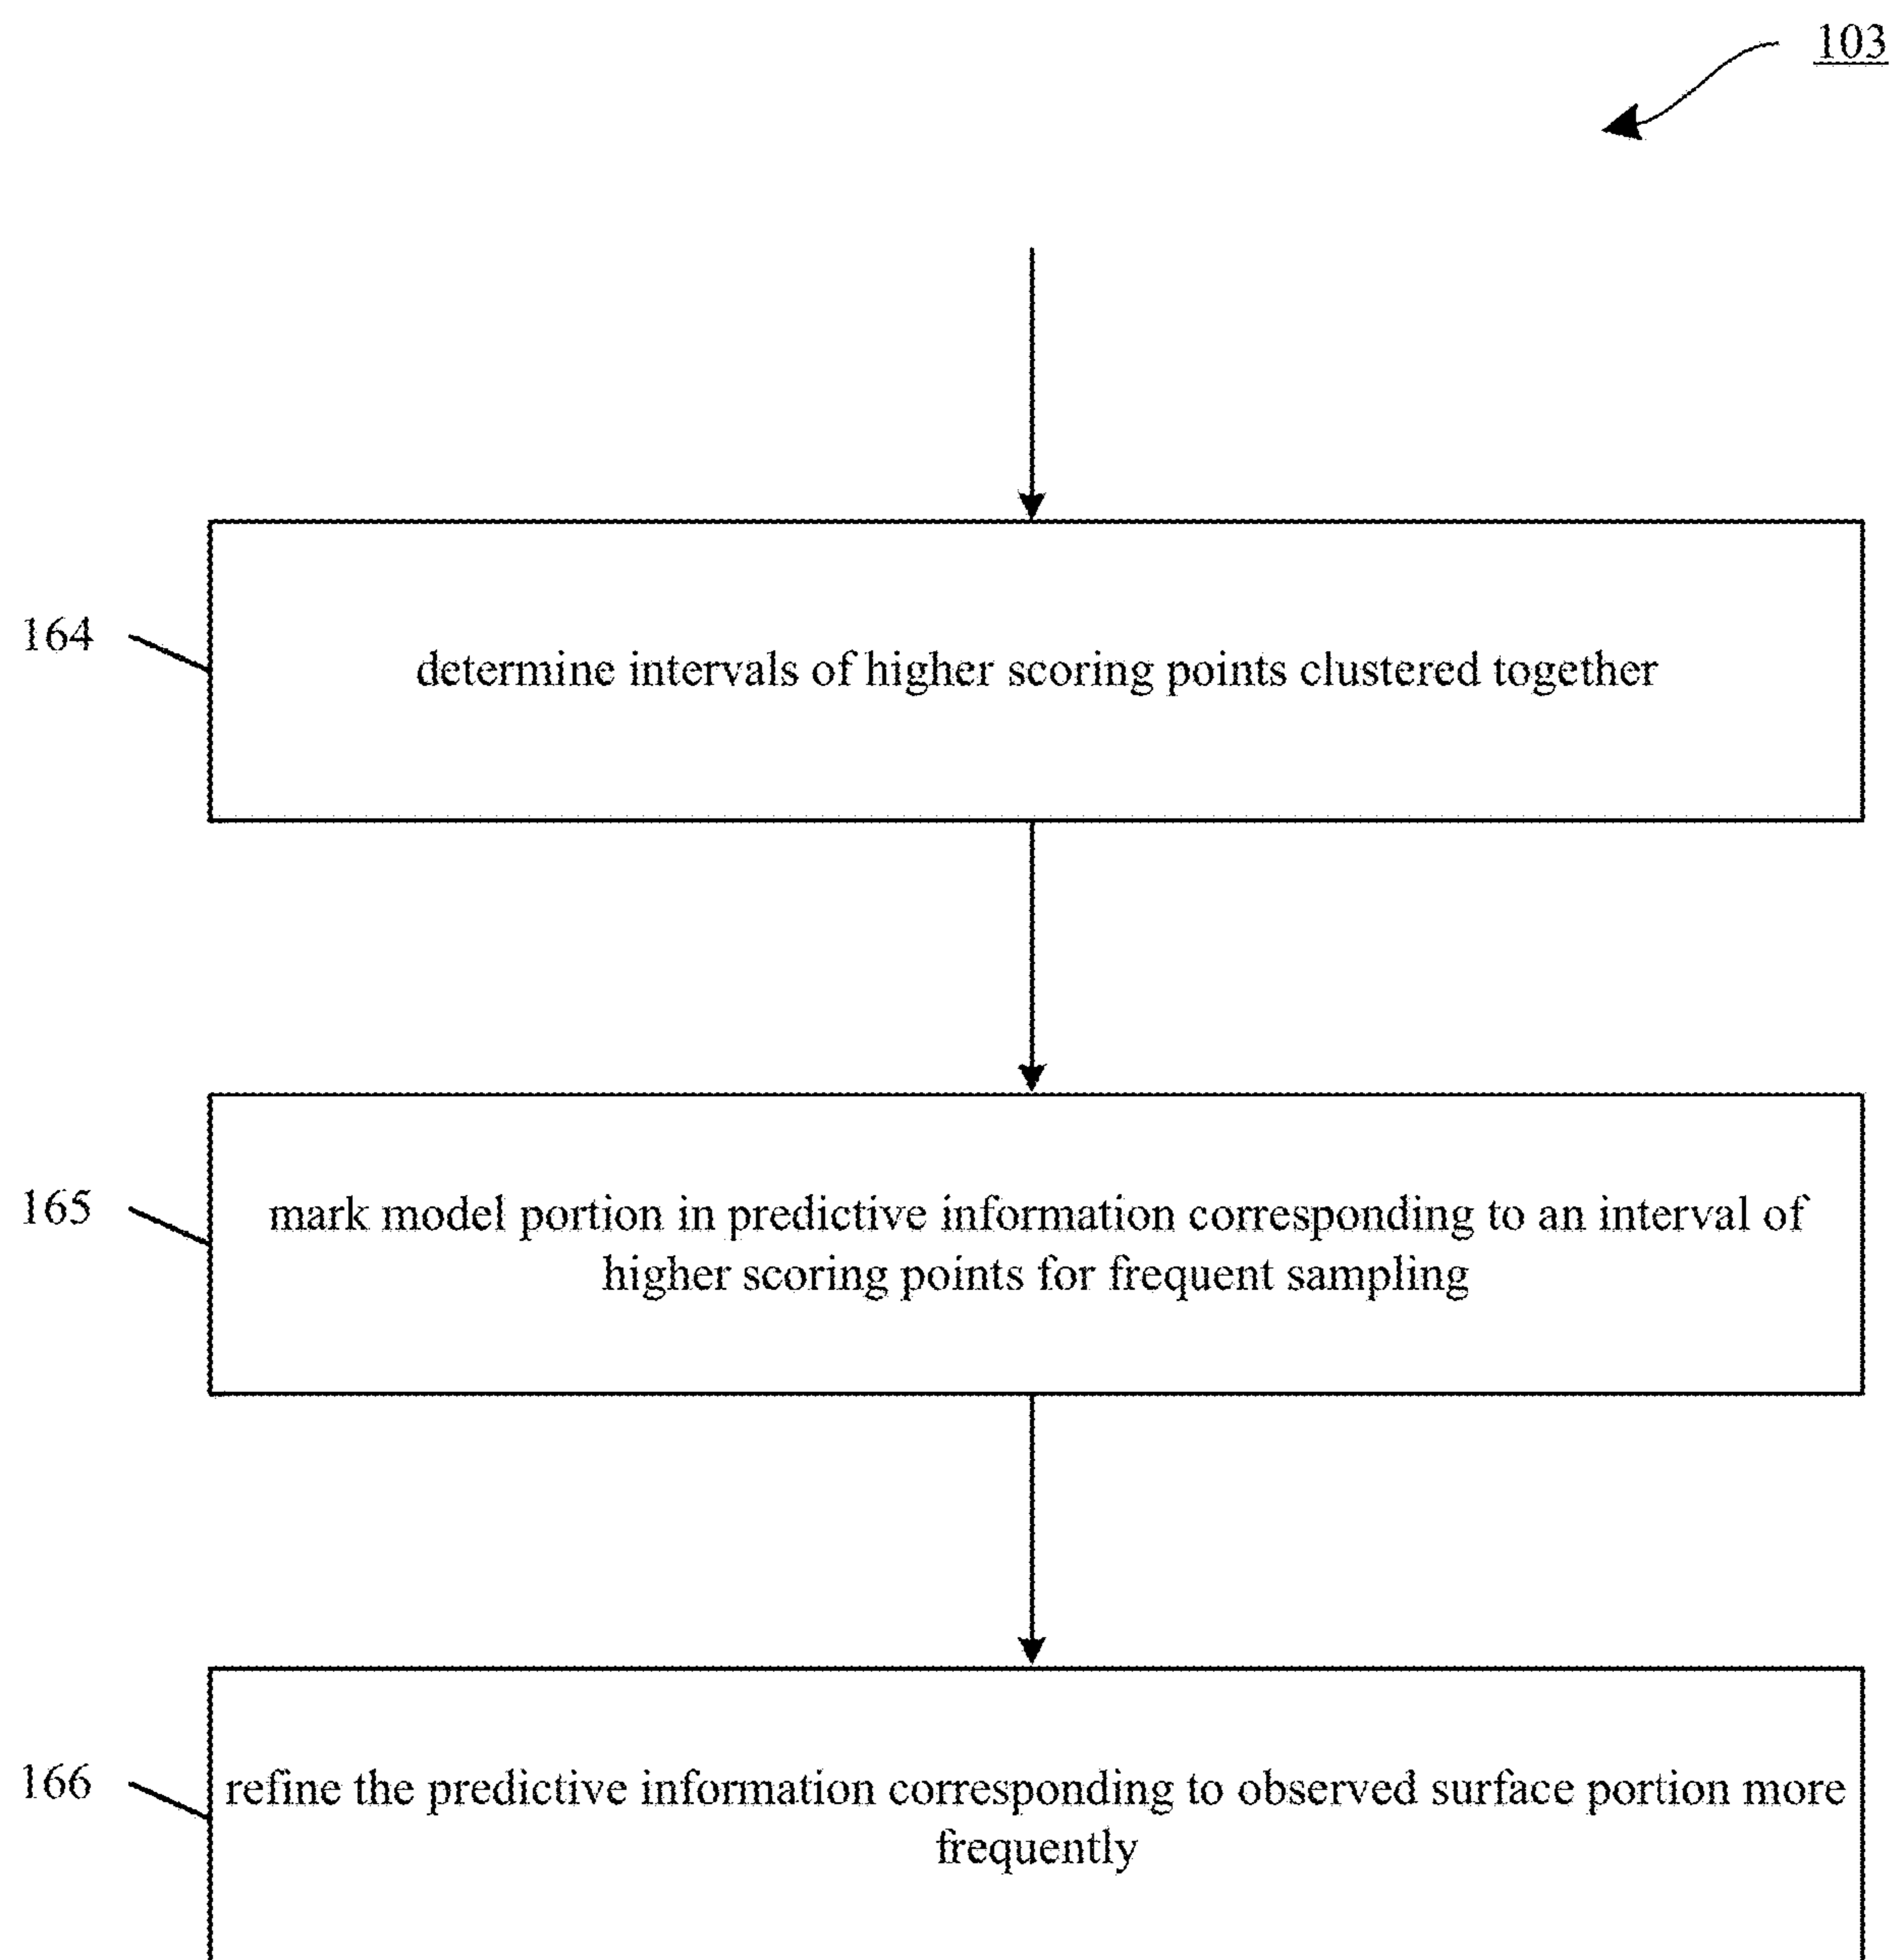 103
164
determine intervals of higher scoring points clustered together
165
mark model portion in predictive information corresponding to an interval of
higher scoring points for frequent sampling
166
refine the predictive information corresponding to observed surface portion more
frequently